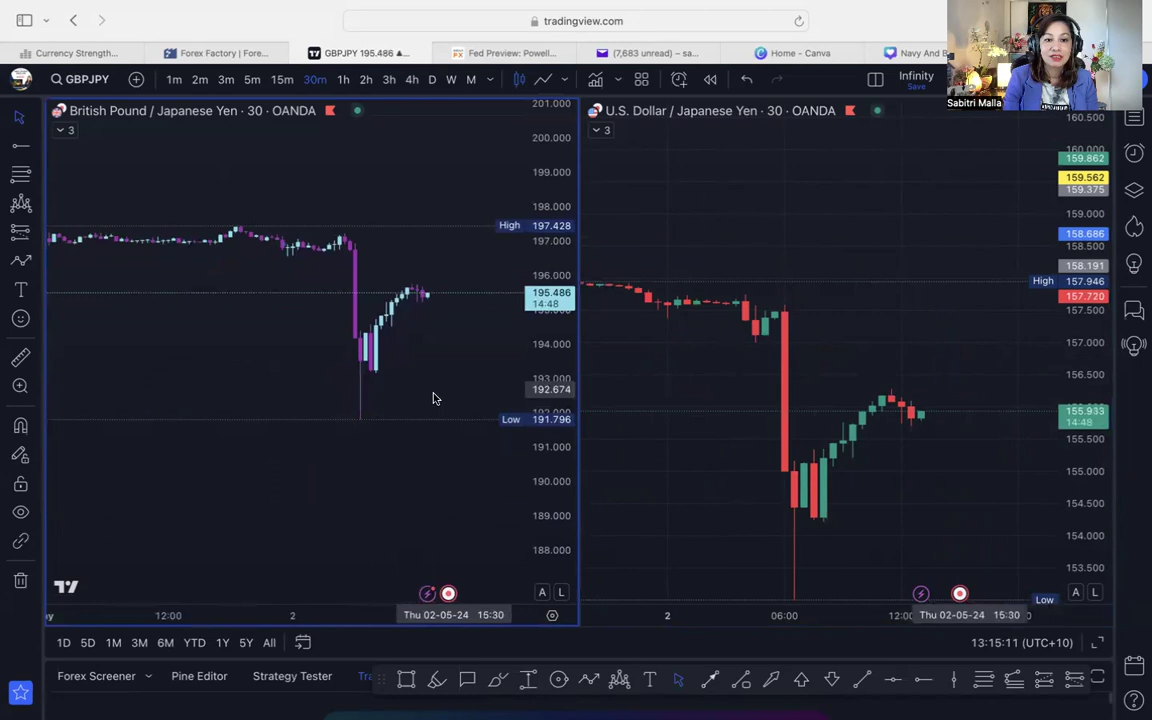 tradingview.com
Currency Strength...
Forex Factory | Fore...
GBPJPY 195.486 ▲...
Fed Preview: Powell...
(7,683 unread) – sa...
Home - Canva
Navy And B
GBPJPY
1m 2m 3m 5m 15m 30m 1h 2h 3h 4h D W M
Infinity
Save
Sabitri Malla
British Pound / Japanese Yen · 30 · OANDA
3
201.000
200.000
199.000
198.000
High 197.428
197.000
196.000
195.486
14:48
194.000
193.000
192.674
Low 191.796
191.000
190.000
189.000
188.000
A L
12:00 2
Thu 02-05-24 15:30
U.S. Dollar / Japanese Yen · 30 · OANDA
3
160.500
160.000
159.862
159.562
159.375
159.000
158.686
158.500
158.191
High 157.946
157.720
157.500
157.000
156.500
155.933
14:48
155.500
155.000
154.500
154.000
153.500
Low
A L
2 06:00
Thu 02-05-24 15:30
1D 5D 1M 3M 6M YTD 1Y 5Y All
13:15:11 (UTC+10)
Forex Screener Pine Editor Strategy Tester